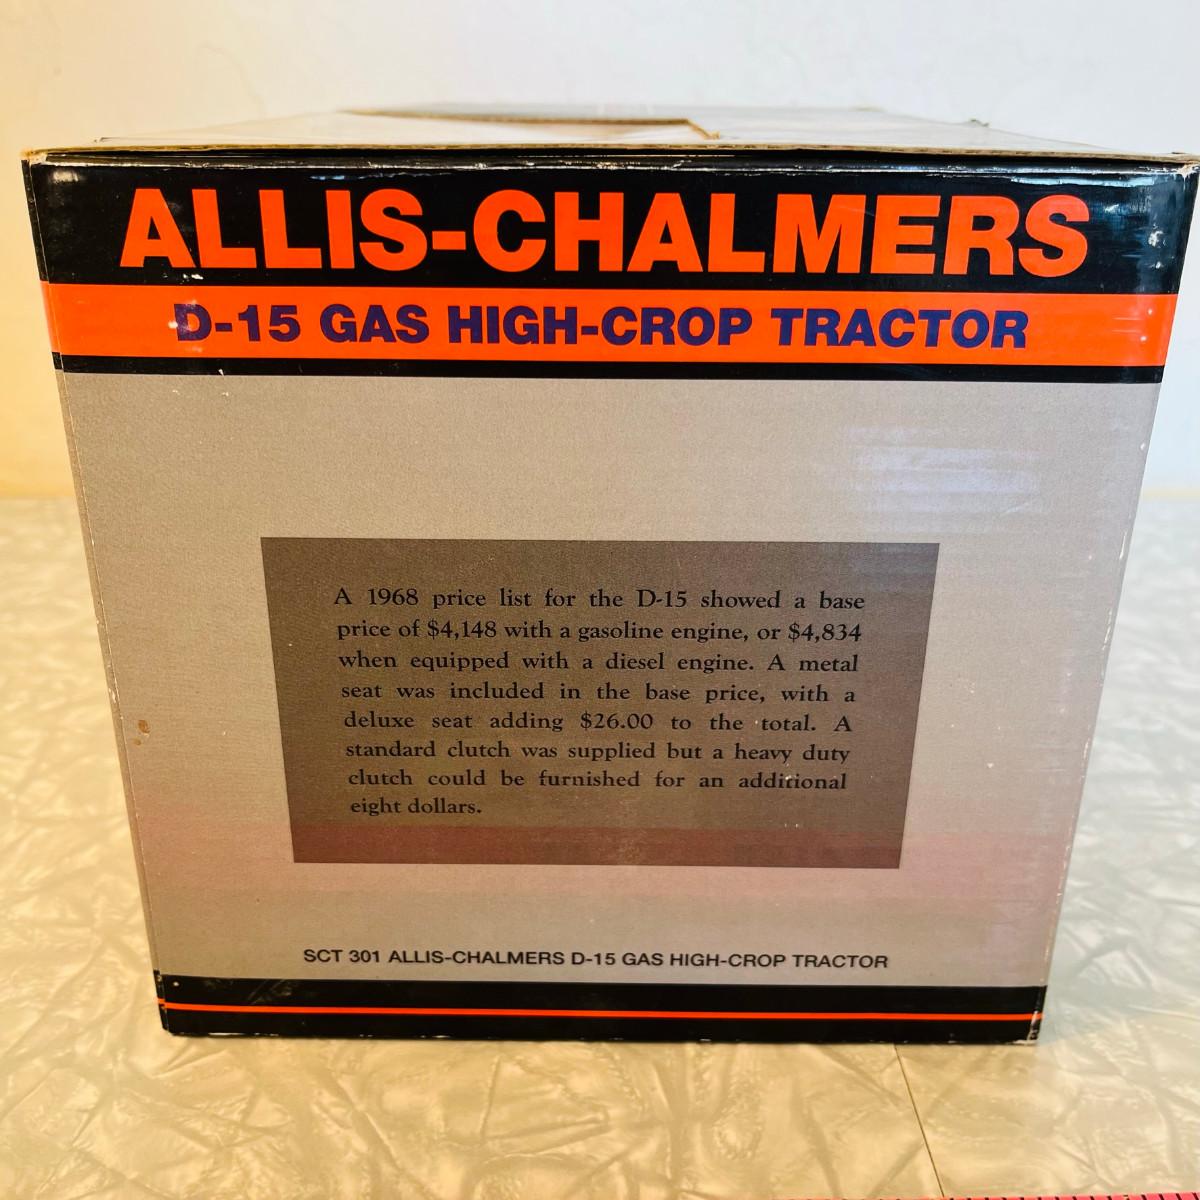 ALLIS-CHALMERS
D-15 GAS HIGH-CROP TRACTOR
A 1968 price list for the D-15 showed a base
price of $4,148 with a gasoline engine, or $4,834
when equipped with a diesel engine. A metal
seat was included in the base price, with a
deluxe seat adding $26.00 to the total. A
standard clutch was supplied but a heavy duty
clutch could be furnished for an additional
eight dollars.
SCT 301 ALLIS-CHALMERS D-15 GAS HIGH-CROP TRACTOR